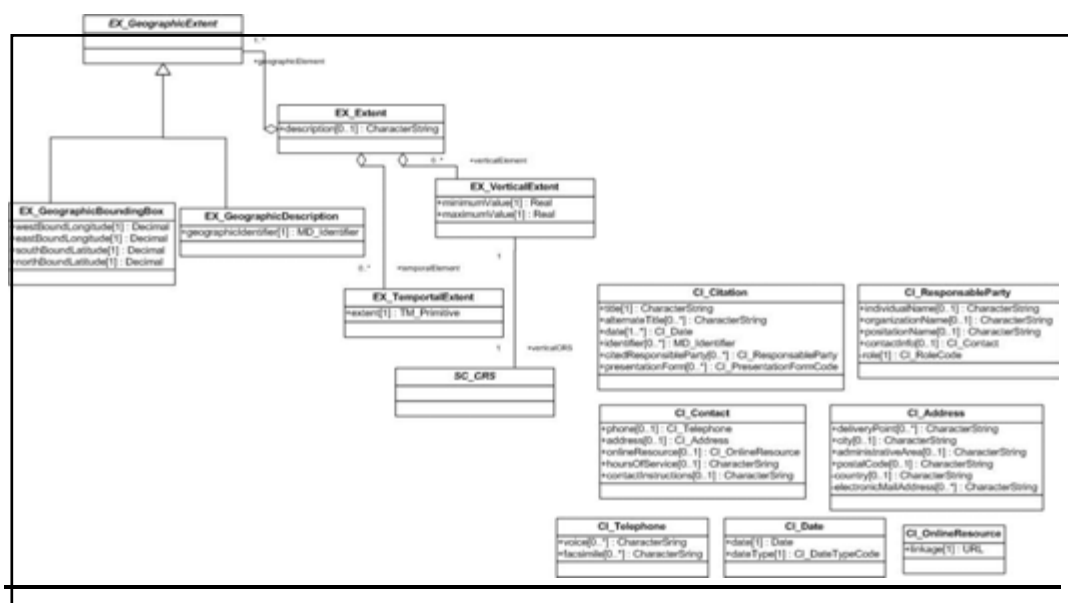 EX_GeographicExtent
1..*
+geographicElement
EX_Extent
+description[0..1] : CharacterString
0..*
+verticalElement
EX_VerticalExtent
+minimumValue[1] : Real
+maximumValue[1] : Real
EX_GeographicBoundingBox
+westBoundLongitude[1] : Decimal
+eastBoundLongitude[1] : Decimal
+southBoundLatitude[1] : Decimal
+northBoundLatitude[1] : Decimal
EX_GeographicDescription
+geographicIdentifier[1] : MD_Identifier
1
0..*
+temporalElement
EX_TemportalExtent
+extent[1] : TM_Primitive
1
+verticalCRS
SC_CRS
CI_Citation
+title[1] : CharacterString
+alternateTitle[0..*] : CharacterString
+date[1..*] : CI_Date
+identifier[0..*] : MD_Identifier
+citedResponsibleParty[0..*] : CI_ResponsableParty
+presentationForm[0..*] : CI_PresentationFormCode
CI_ResponsableParty
+individualName[0..1] : CharacterString
+organizationName[0..1] : CharacterString
+positationName[0..1] : CharacterString
+contactInfo[0..1] : CI_Contact
-role[1] : CI_RoleCode
CI_Contact
+phone[0..1] : CI_Telephone
+address[0..1] : CI_Address
+onlineResource[0..1] : CI_OnlineResource
+hoursOfService[0..1] : CharacterSring
+contactInstructions[0..1] : CharacterSring
CI_Address
+deliveryPoint[0..*] : CharacterString
+city[0..1] : CharacterString
+administrativeArea[0..1] : CharacterString
+postalCode[0..1] : CharacterString
-country[0..1] : CharacterString
-electronicMailAddress[0..*] : CharacterString
CI_Telephone
+voice[0..*] : CharacterSring
+facsimile[0..*] : CharacterSring
CI_Date
+date[1] : Date
+dateType[1] : CI_DateTypeCode
CI_OnlineResource
+linkage[1] : URL